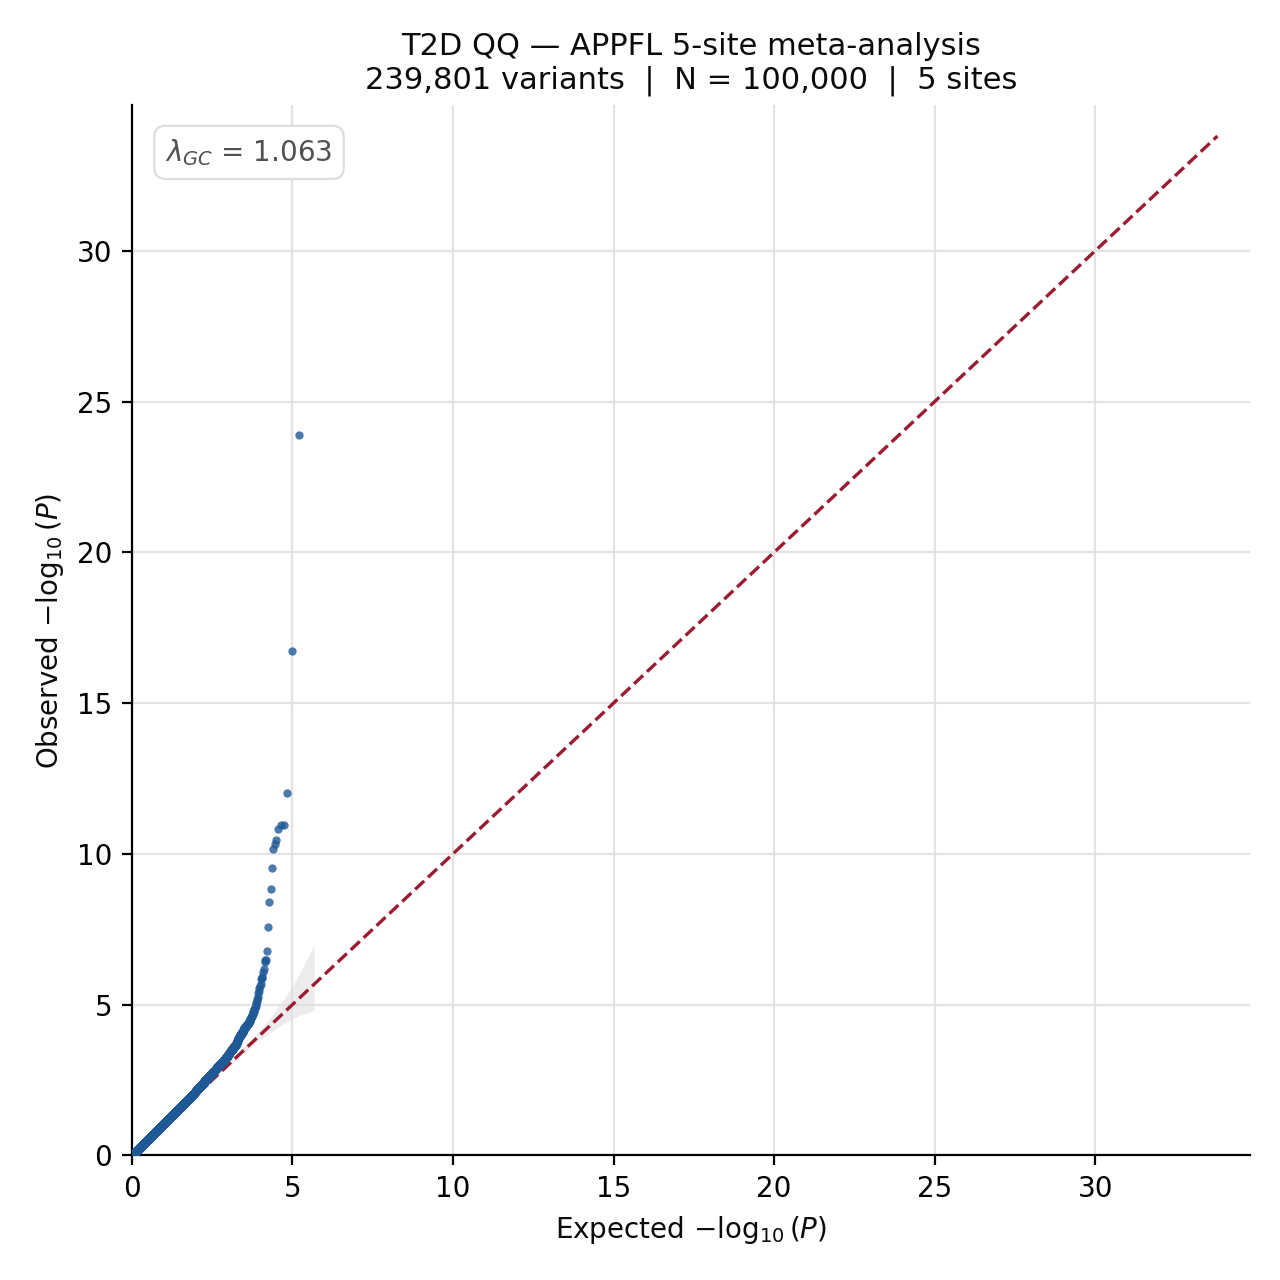 T2D QQ — APPFL 5-site meta-analysis
239,801 variants | N = 100,000 | 5 sites
λGC = 1.063
30
25
20
15
10
5
0
Observed −log10 (P)
0 5 10 15 20 25 30
Expected −log10 (P)